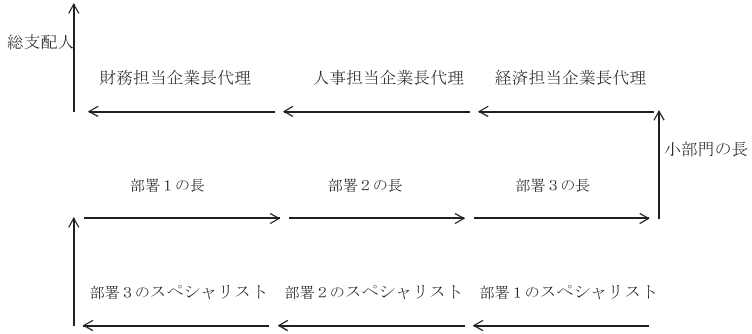 総支配人
財務担当企業長代理
人事担当企業長代理
経済担当企業長代理
小部門の長
部署１の長
部署２の長
部署３の長
部署３のスペシャリスト
部署２のスペシャリスト
部署１のスペシャリスト